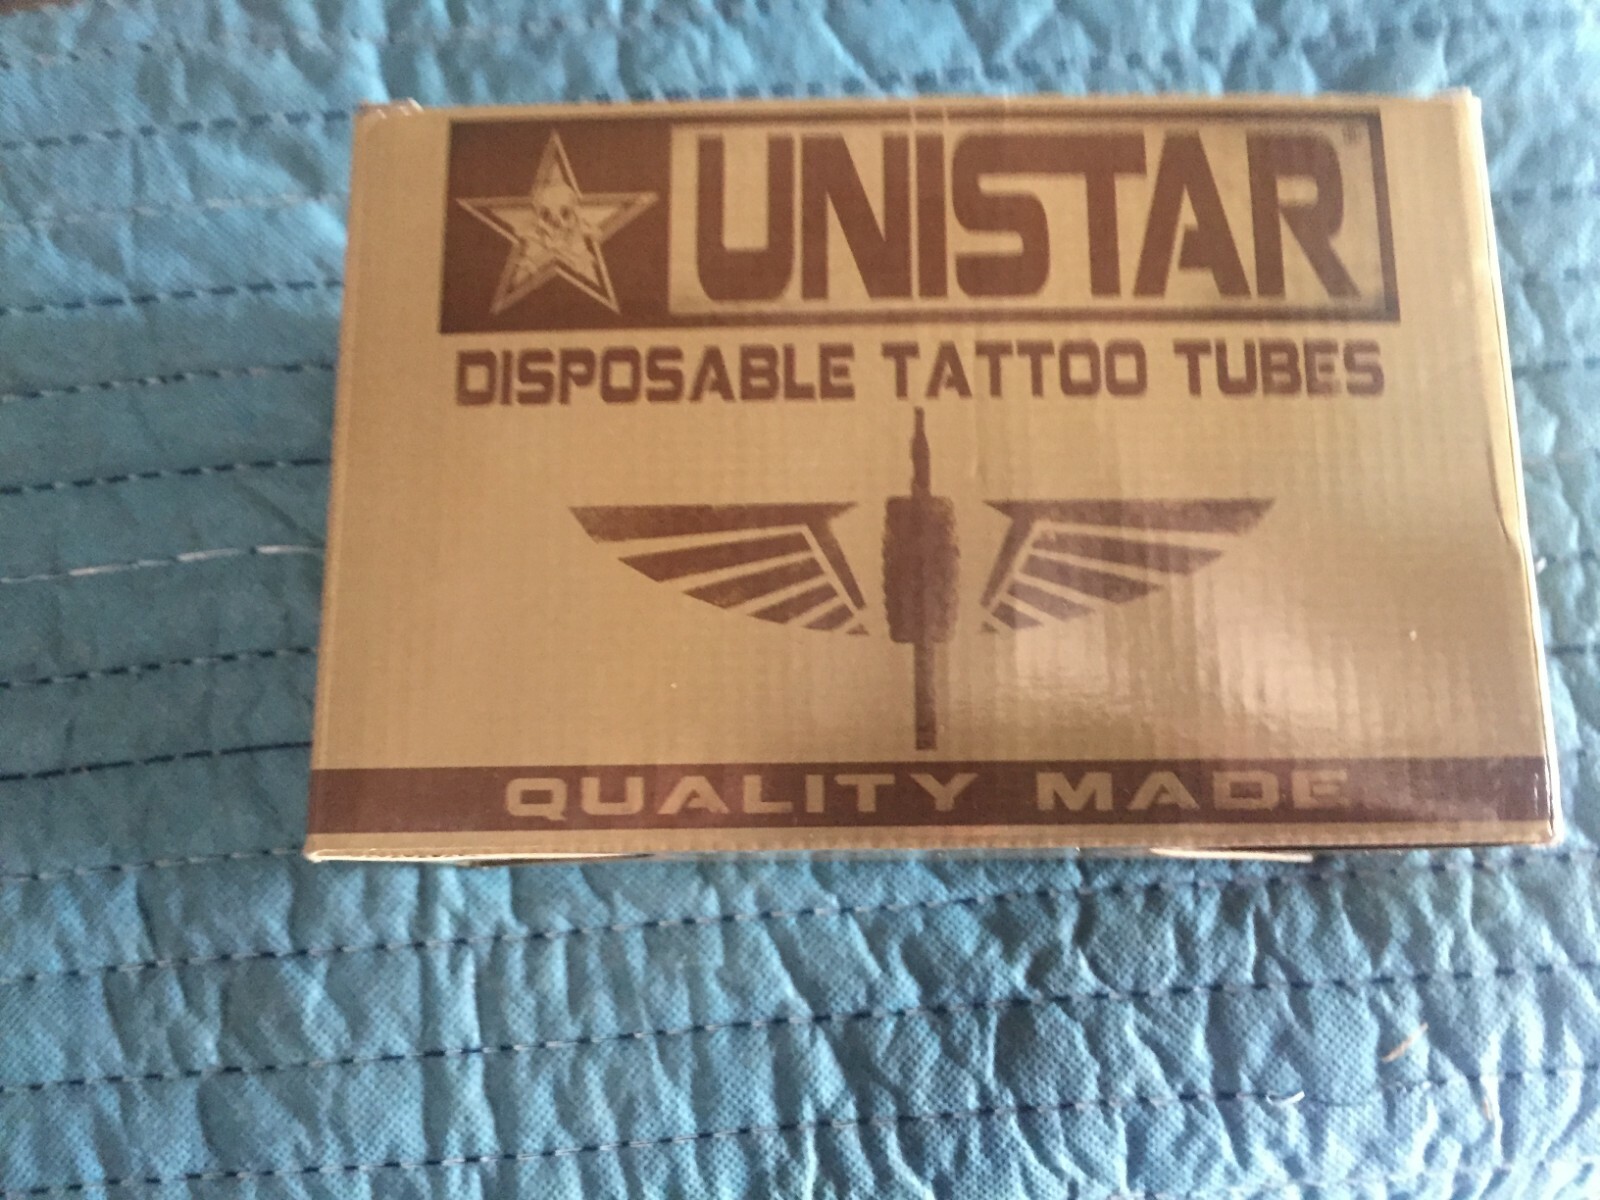 UNISTAR®
DISPOSABLE TATTOO TUBES
QUALITY MADE